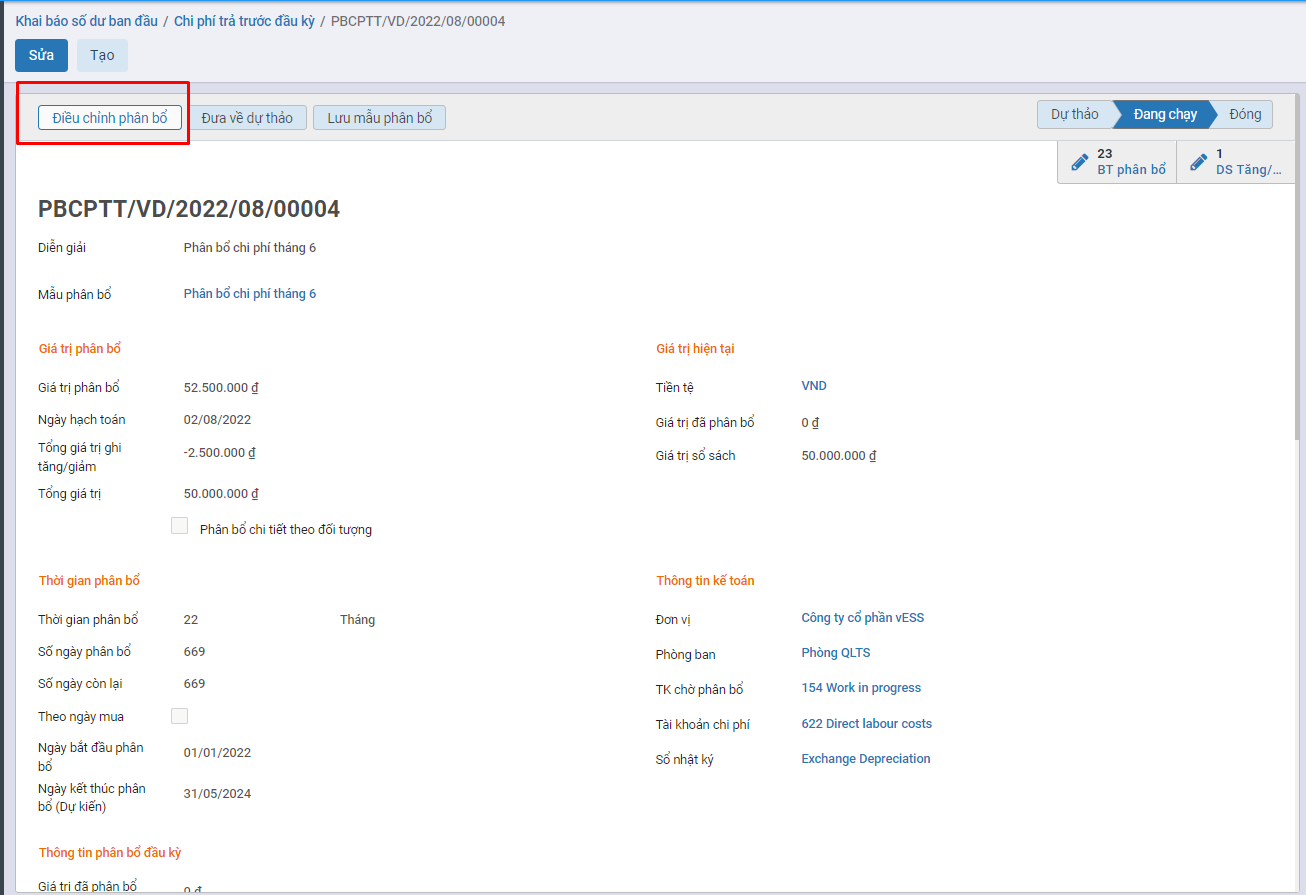 Khai báo số dư ban đầu / Chi phí trả trước đầu kỳ / PBCPTT/VD/2022/08/00004
Sửa Tạo
Điều chỉnh phân bổ Đưa về dự thảo Lưu mẫu phân bổ Dự thảo Đang chạy Đóng
23 1
BT phân bổ DS Tăng/...
PBCPTT/VD/2022/08/00004
Diễn giải Phân bổ chi phí tháng 6
Mẫu phân bổ Phân bổ chi phí tháng 6
Giá trị phân bổ Giá trị hiện tại
Giá trị phân bổ 52.500.000 ₫ Tiền tệ VND
Ngày hạch toán 02/08/2022 Giá trị đã phân bổ 0 ₫
Tổng giá trị ghi
tăng/giảm -2.500.000 ₫ Giá trị sổ sách 50.000.000 ₫
Tổng giá trị 50.000.000 ₫
Phân bổ chi tiết theo đối tượng
Thời gian phân bổ Thông tin kế toán
Thời gian phân bổ 22 Tháng Đơn vị Công ty cổ phần vESS
Số ngày phân bổ 669 Phòng ban Phòng QLTS
Số ngày còn lại 669 TK chờ phân bổ 154 Work in progress
Theo ngày mua Tài khoản chi phí 622 Direct labour costs
Ngày bắt đầu phân
bổ 01/01/2022 Sổ nhật ký Exchange Depreciation
Ngày kết thúc phân
bổ (Dự kiến) 31/05/2024
Thông tin phân bổ đầu kỳ
Giá trị đã phân bổ 0 ₫